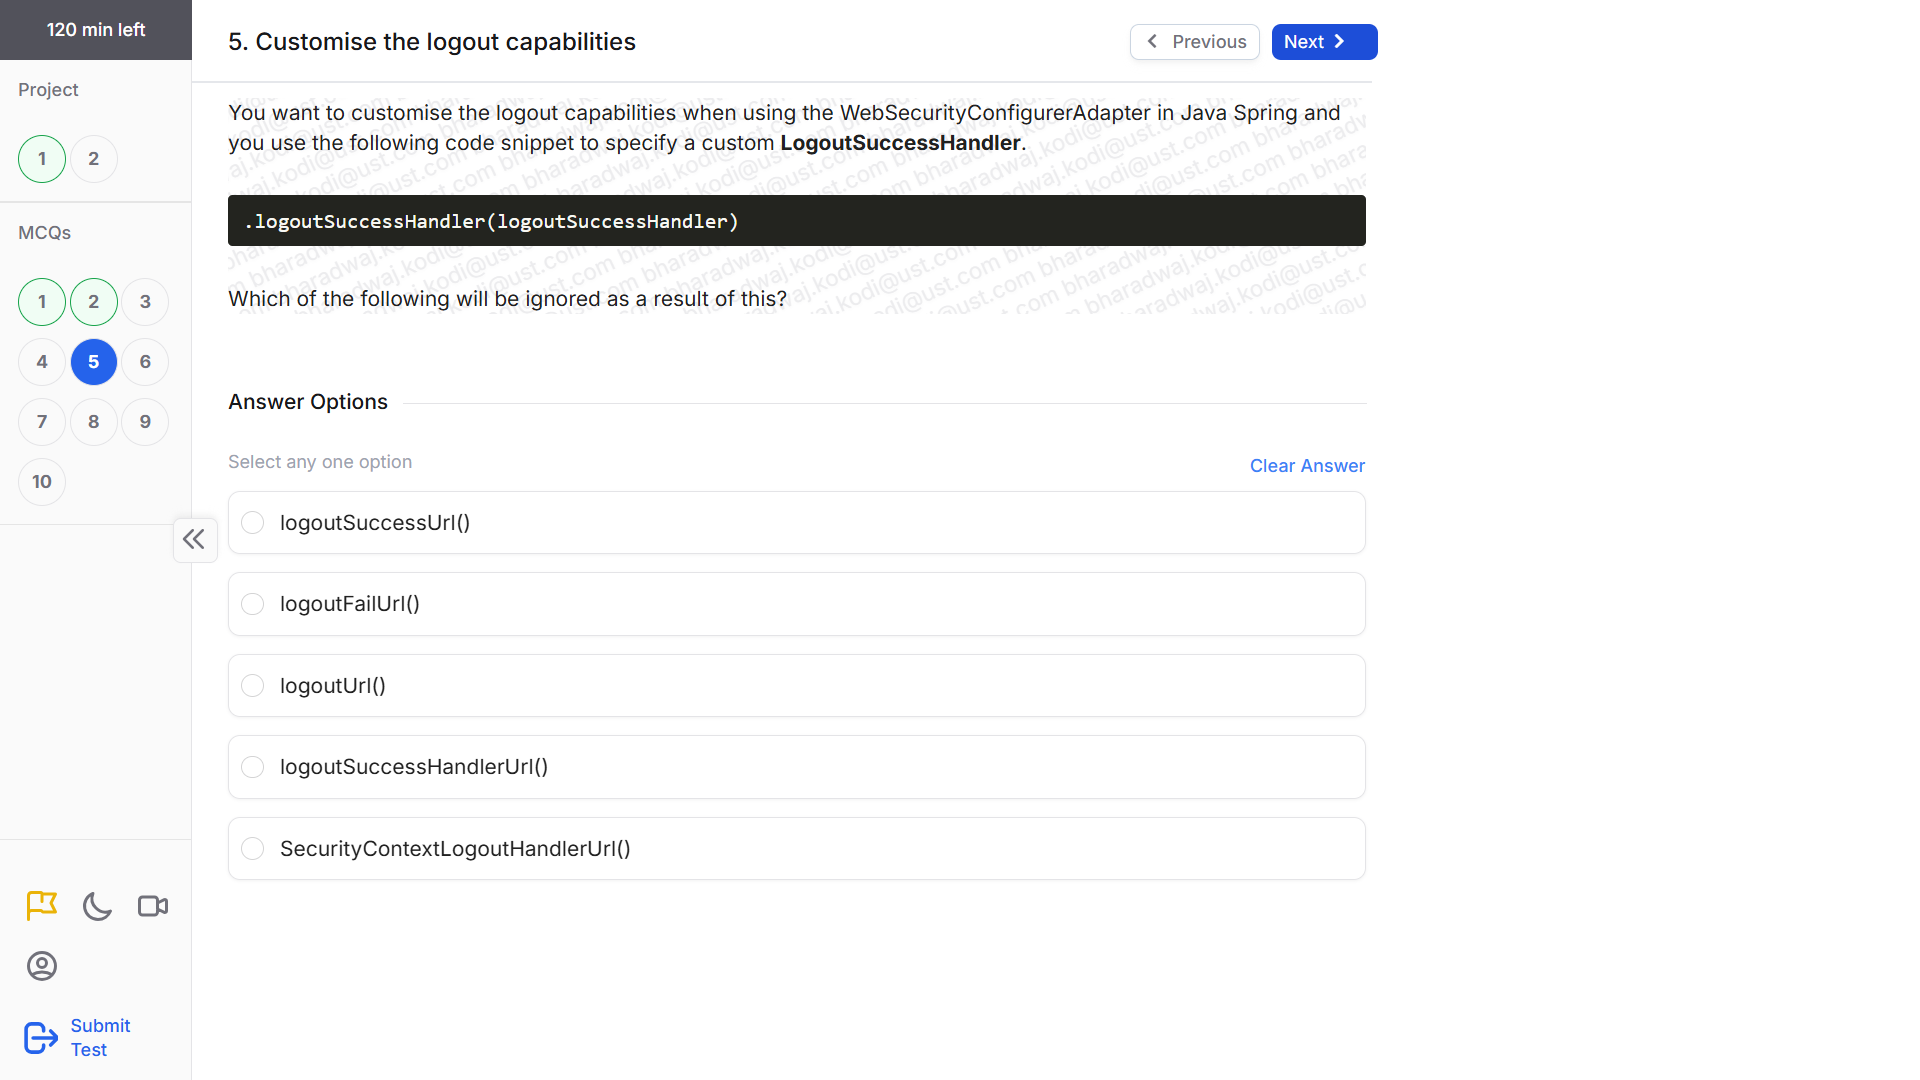 120 min left
5. Customise the logout capabilities
Previous
Next
Project
1
2
You want to customise the logout capabilities when using the WebSecurityConfigurerAdapter in Java Spring and
you use the following code snippet to specify a custom LogoutSuccessHandler.
.logoutSuccessHandler(logoutSuccessHandler)
Which of the following will be ignored as a result of this?
MCQs
1
2
3
4
5
6
7
8
9
10
Answer Options
Select any one option
Clear Answer
logoutSuccessUrl()
logoutFailUrl()
logoutUrl()
logoutSuccessHandlerUrl()
SecurityContextLogoutHandlerUrl()
Submit
Test